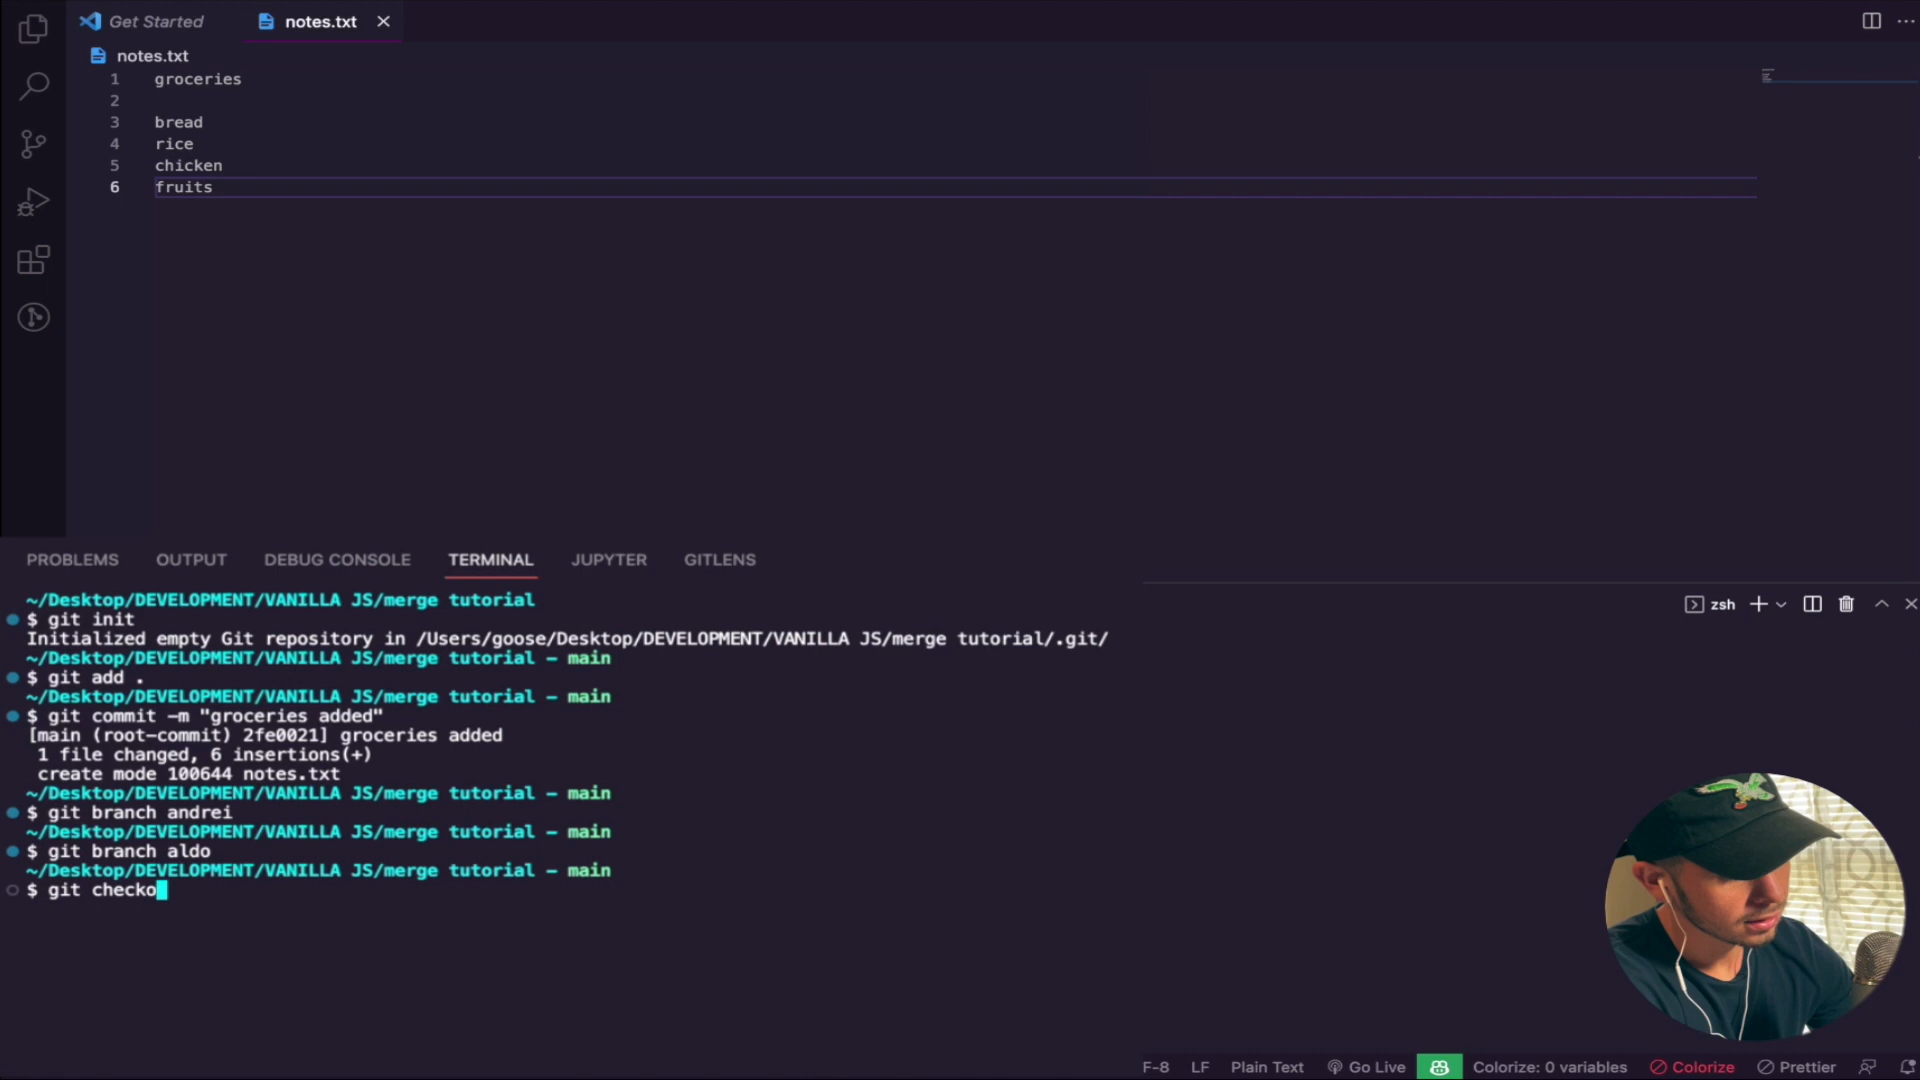 Get Started
notes.txt
notes.txt
1 groceries
2
3 bread
4 rice
5 chicken
6 fruits
PROBLEMS OUTPUT DEBUG CONSOLE TERMINAL JUPYTER GITLENS
zsh
~/Desktop/DEVELOPMENT/VANILLA JS/merge tutorial
$ git init
Initialized empty Git repository in /Users/goose/Desktop/DEVELOPMENT/VANILLA JS/merge tutorial/.git/
~/Desktop/DEVELOPMENT/VANILLA JS/merge tutorial – main
$ git add .
~/Desktop/DEVELOPMENT/VANILLA JS/merge tutorial – main
$ git commit –m "groceries added"
[main (root–commit) 2fe0021] groceries added
1 file changed, 6 insertions(+)
create mode 100644 notes.txt
~/Desktop/DEVELOPMENT/VANILLA JS/merge tutorial – main
$ git branch andrei
~/Desktop/DEVELOPMENT/VANILLA JS/merge tutorial – main
$ git branch aldo
~/Desktop/DEVELOPMENT/VANILLA JS/merge tutorial – main
$ git checko
F-8 LF Plain Text Go Live Colorize: 0 variables Colorize Prettier